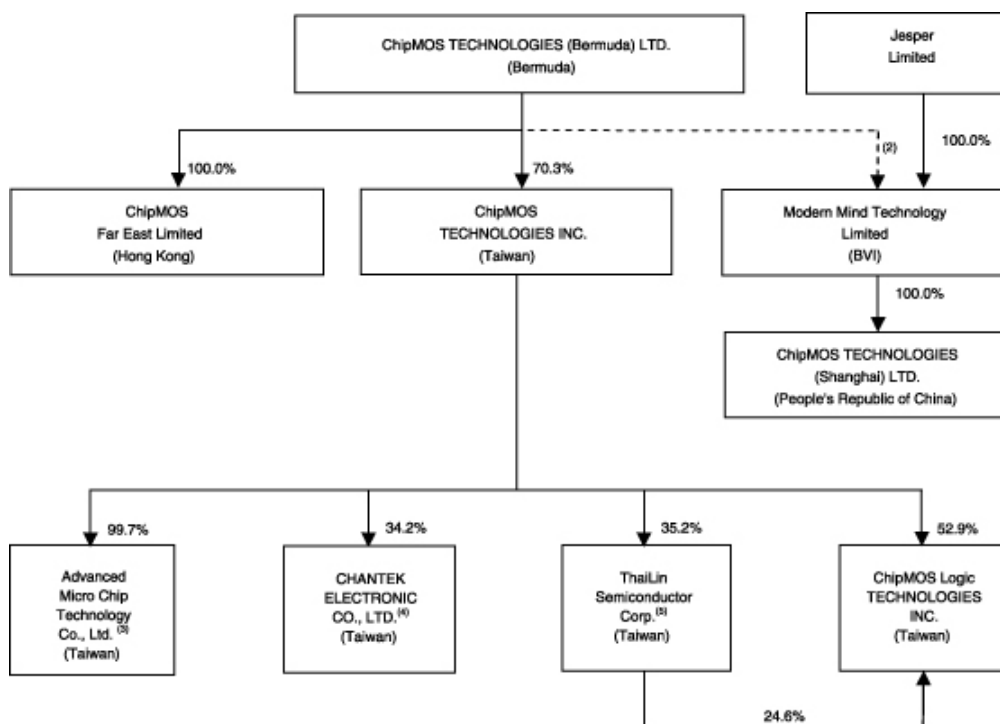 ChipMOS TECHNOLOGIES (Bermuda) LTD.
(Bermuda)
Jesper
Limited
100.0%
70.3%
(2)
100.0%
ChipMOS
Far East Limited
(Hong Kong)
ChipMOS
TECHNOLOGIES INC.
(Taiwan)
Modern Mind Technology
Limited
(BVI)
100.0%
ChipMOS TECHNOLOGIES
(Shanghai) LTD.
(People's Republic of China)
99.7%
34.2%
35.2%
52.9%
Advanced
Micro Chip
Technology
Co., Ltd. (3)
(Taiwan)
CHANTEK
ELECTRONIC
CO., LTD.(4)
(Taiwan)
ThaiLin
Semiconductor
Corp.(5)
(Taiwan)
ChipMOS Logic
TECHNOLOGIES
INC.
(Taiwan)
24.6%